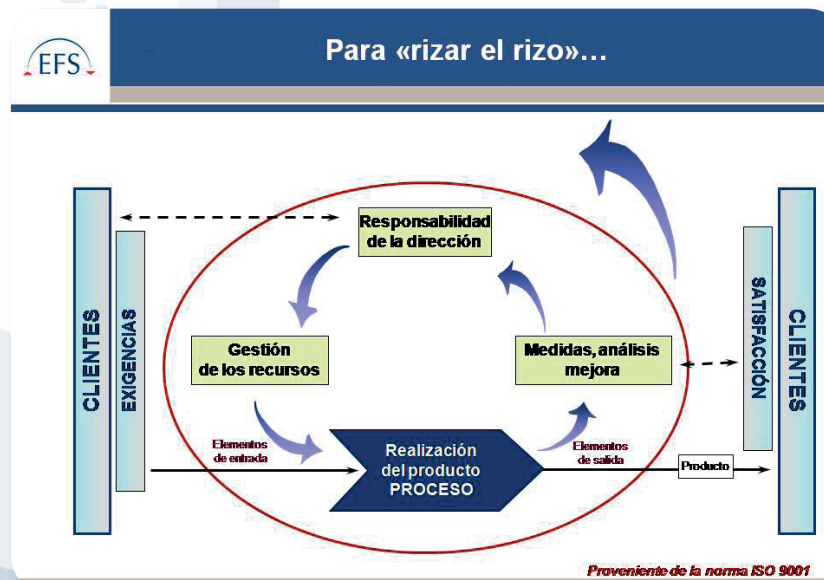 EFS
Para «rizar el rizo»...
Responsabilidad
de la dirección
CLIENTES
EXIGENCIAS
Gestión
de los recursos
Medidas, análisis
mejora
SATISFACCIÓN
CLIENTES
Elementos
de entrada
Realización
del producto
PROCESO
Elementos
de salida
Producto
Proveniente de la norma ISO 9001